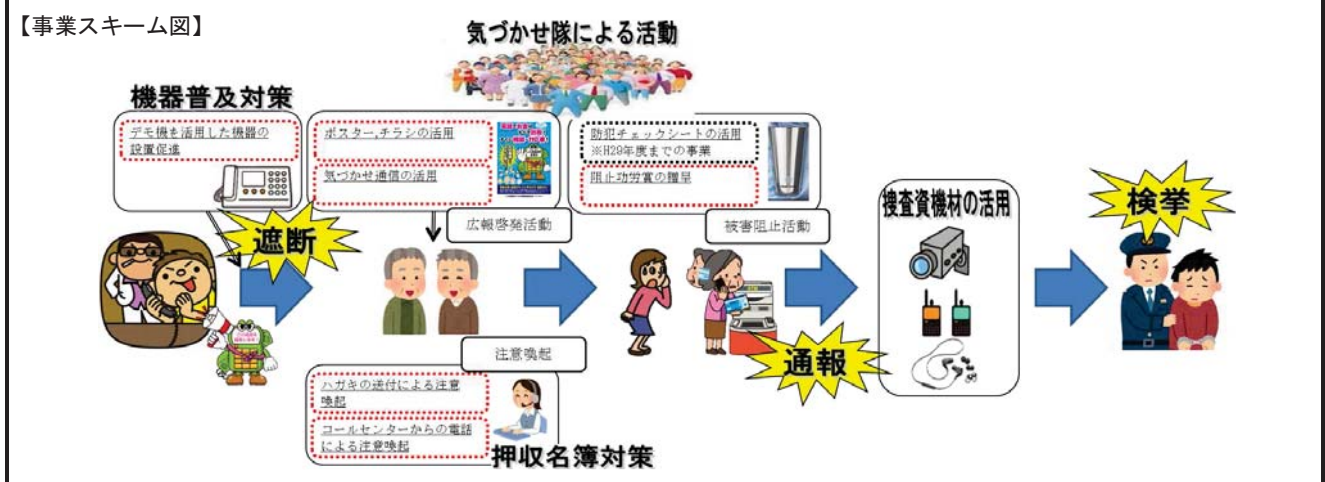 【事業スキーム図】
気づかせ隊による活動
機器普及対策
デモ機を活用した機器の
設置促進
ポスター,チラシの活用
気づかせ通信の活用
広報啓発活動
防犯チェックシートの活用
※H29年度までの事業
阻止功労賞の贈呈
被害阻止活動
捜査資機材の活用
検挙
遮断
通報
注意喚起
ハガキの送付による注意
喚起
コールセンターからの電話
による注意喚起
押収名簿対策